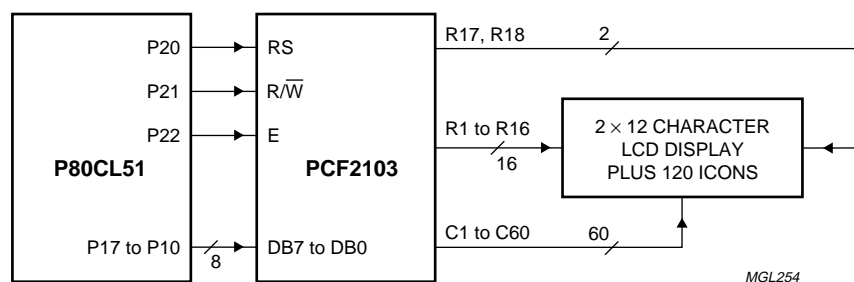 P80CL51
P20
P21
P22
P17 to P10
8
PCF2103
RS
R/W̅
E
DB7 to DB0
R17, R18
2
R1 to R16
16
C1 to C60
60
2 × 12 CHARACTER
LCD DISPLAY
PLUS 120 ICONS
MGL254